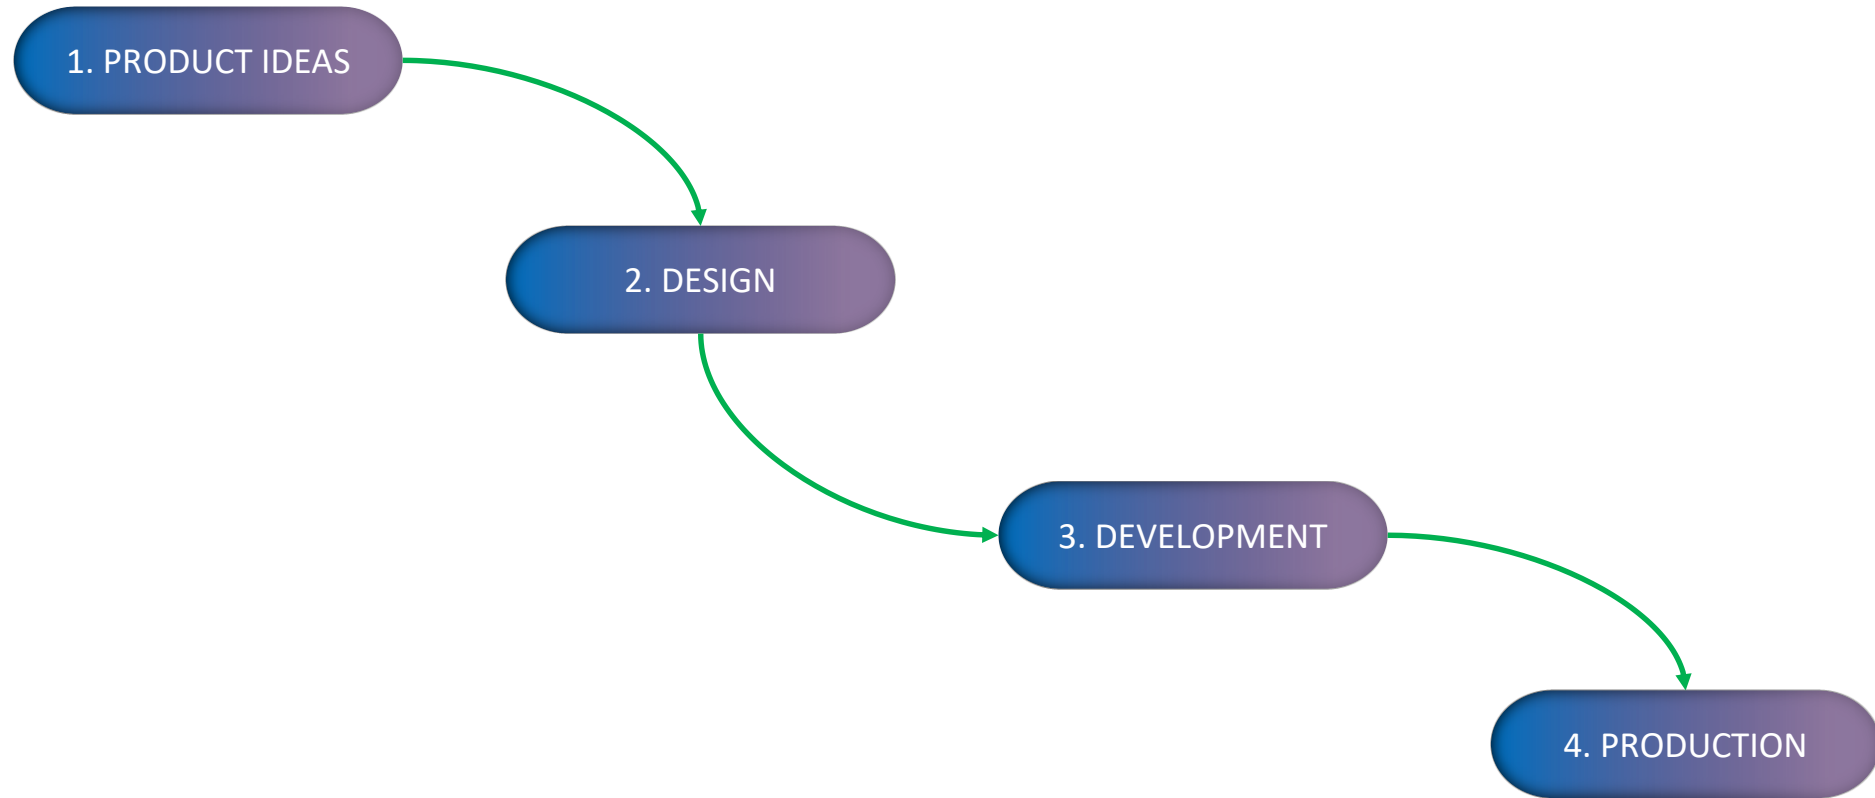 1. PRODUCT IDEAS
2. DESIGN
3. DEVELOPMENT
4. PRODUCTION